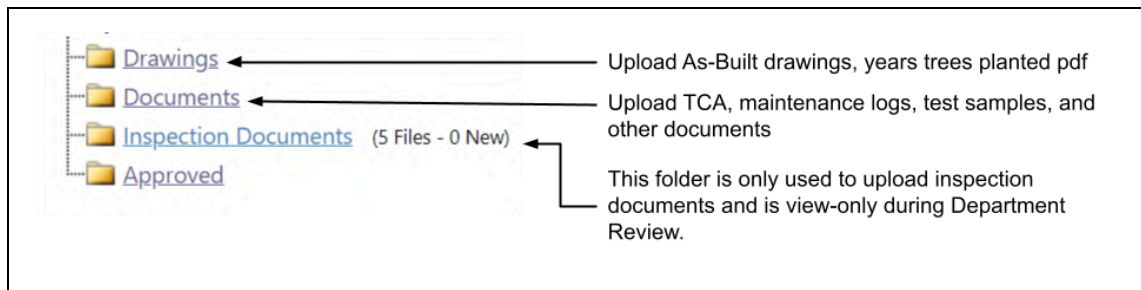 Drawings
Upload As-Built drawings, years trees planted pdf
Documents
Upload TCA, maintenance logs, test samples, and
other documents
Inspection Documents (5 Files - 0 New)
Approved
This folder is only used to upload inspection
documents and is view-only during Department
Review.